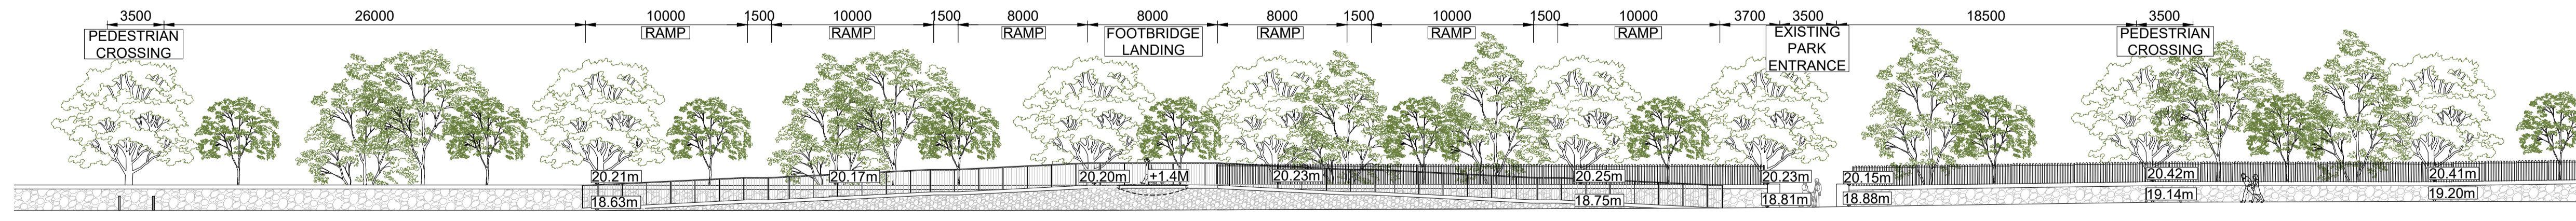 3500
26000
10000
1500
10000
1500
8000
8000
8000
1500
10000
1500
10000
3700
3500
18500
3500
PEDESTRIAN
CROSSING
RAMP
RAMP
RAMP
FOOTBRIDGE
LANDING
RAMP
RAMP
RAMP
EXISTING
PARK
ENTRANCE
PEDESTRIAN
CROSSING
20.21m
20.17m
20.20m
+1.4M
20.23m
20.25m
20.23m
20.15m
20.42m
20.41m
18.63m
18.75m
18.81m
18.88m
19.14m
19.20m